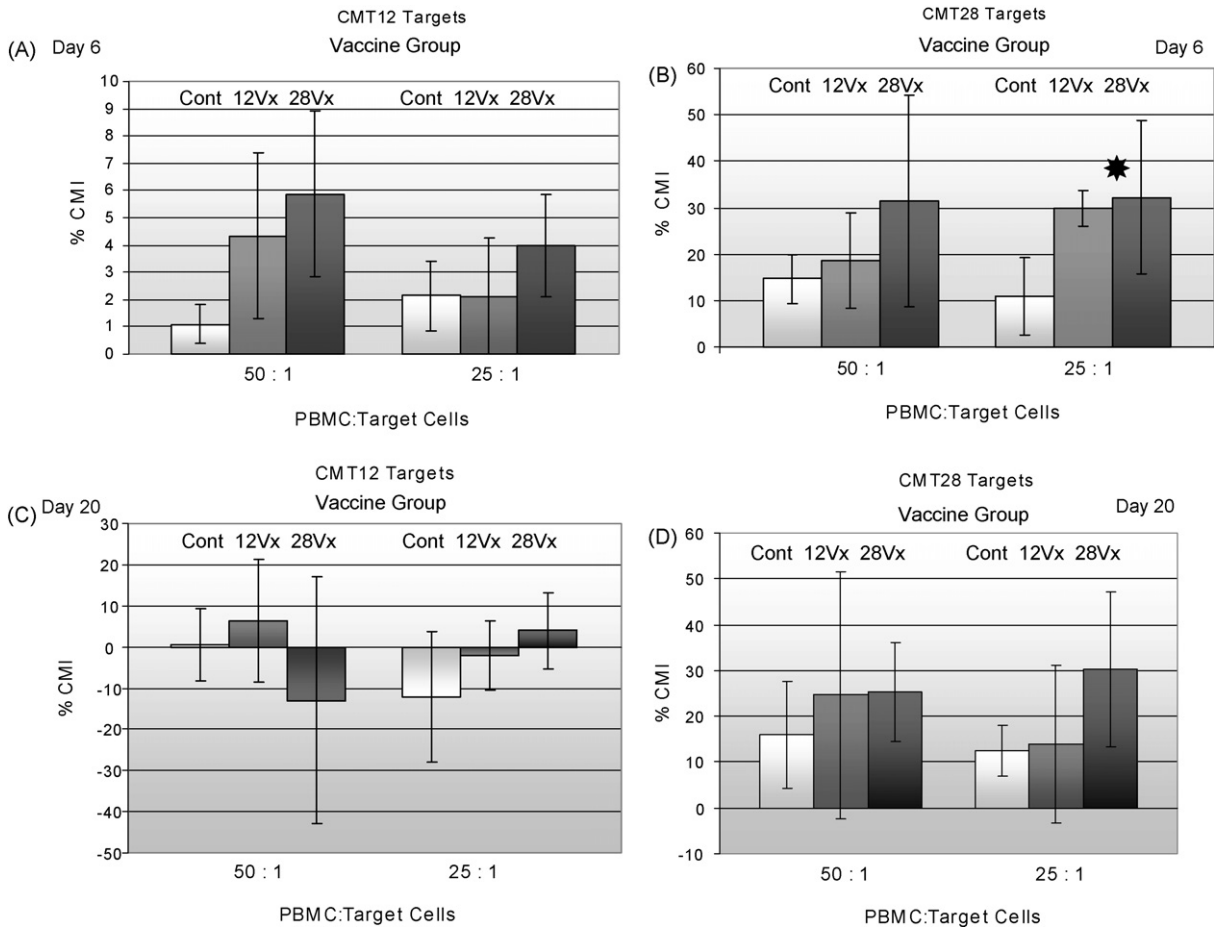 CMT12 Targets
(A) Day 6
Vaccine Group
10
9
8
7
6
5
4
3
2
1
0
% CMI
Cont 12Vx 28Vx
Cont 12Vx 28Vx
50 : 1
25 : 1
PBMC:Target Cells
CMT28 Targets
Vaccine Group
Day 6
(B)
60
50
40
30
20
10
0
% CMI
Cont 12Vx 28Vx
Cont 12Vx 28Vx
50 : 1
25 : 1
PBMC:Target Cells
CMT12 Targets
(C) Day 20
Vaccine Group
30
20
10
0
-10
-20
-30
-40
-50
% CMI
Cont 12Vx 28Vx
Cont 12Vx 28Vx
50 : 1
25 : 1
PBMC:Target Cells
CMT28 Targets
Vaccine Group
Day 20
(D)
60
50
40
30
20
10
0
-10
% CMI
Cont 12Vx 28Vx
Cont 12Vx 28Vx
50 : 1
25 : 1
PBMC:Target Cells